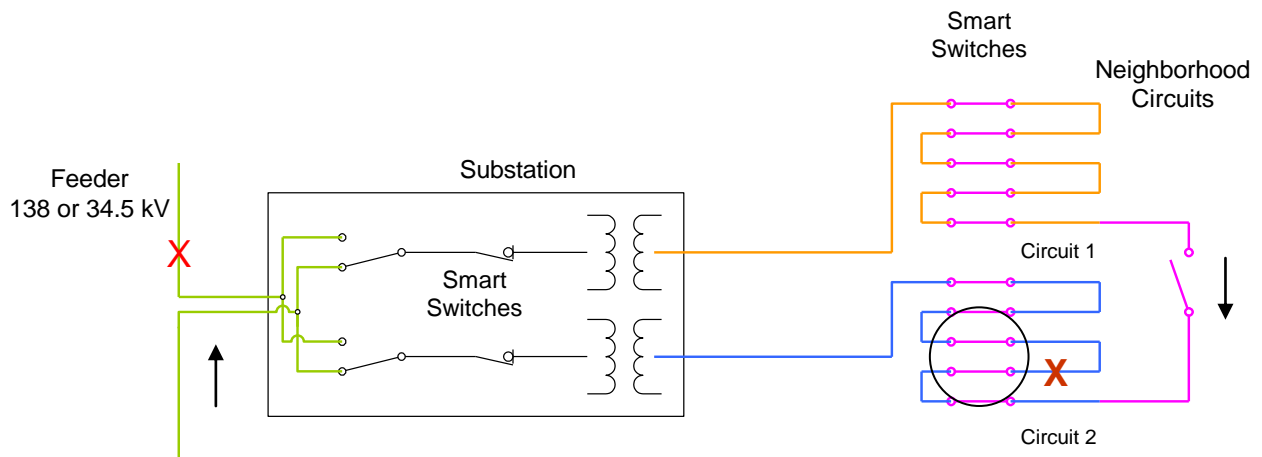 Smart
Switches
Neighborhood
Circuits
Substation
Feeder
138 or 34.5 kV
X
Smart
Switches
Circuit 1
X
Circuit 2